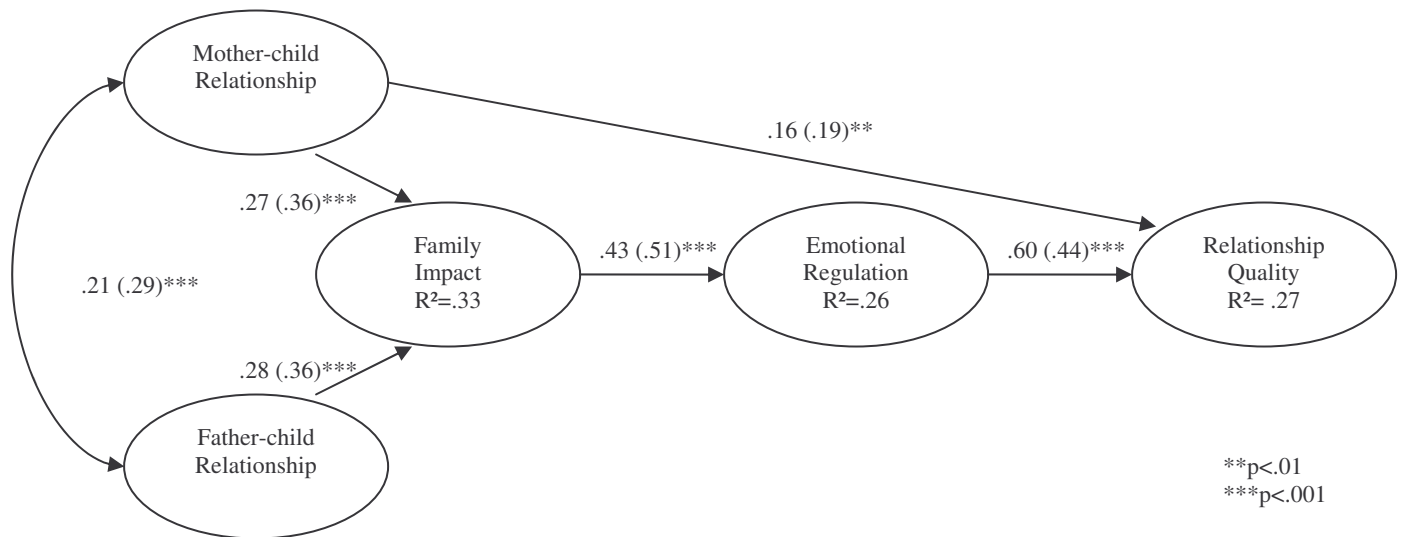 Mother-child
Relationship
.16 (.19)**
.27 (.36)***
Family
Impact
R²=.33
.43 (.51)***
Emotional
Regulation
R²=.26
.60 (.44)***
Relationship
Quality
R²= .27
.21 (.29)***
.28 (.36)***
Father-child
Relationship
**p<.01
***p<.001